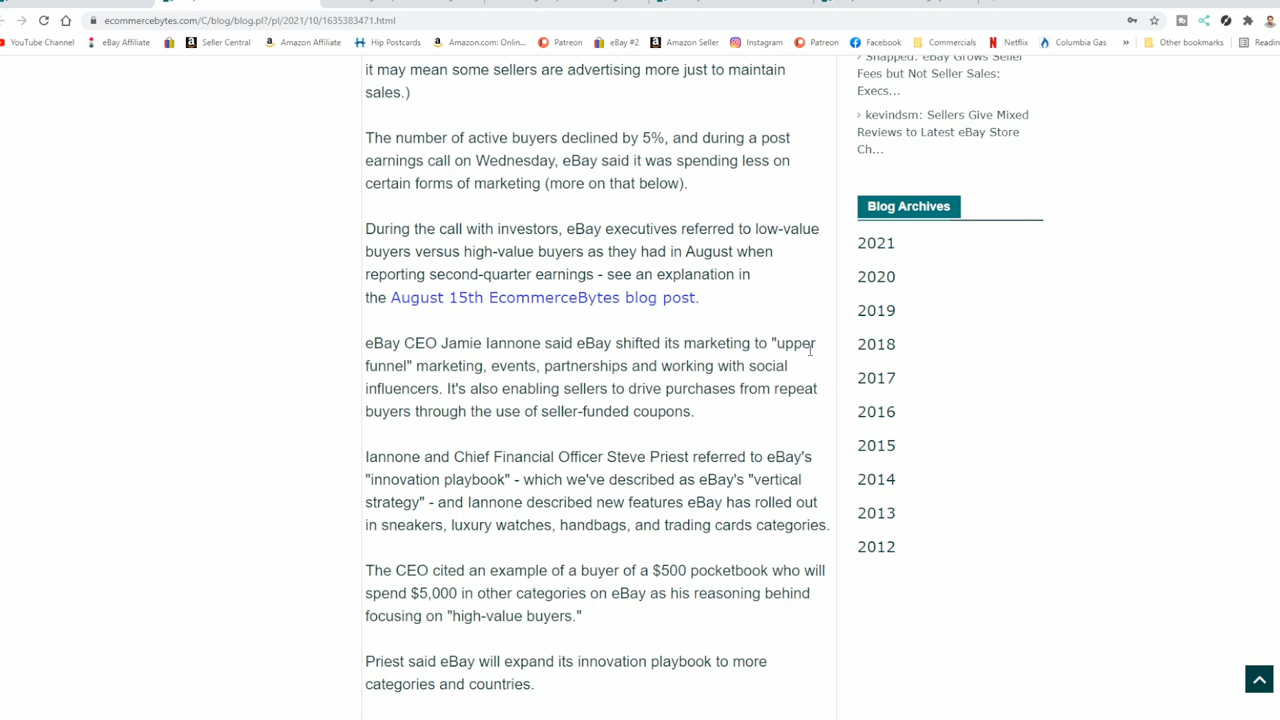 ecommercebytes.com/C/blog/blog.pl?/pl/2021/10/1635383471.html
YouTube Channel
eBay Affiliate
Seller Central
Amazon Affiliate
Hip Postcards
Amazon.com: Onlin...
Patreon
eBay #2
Amazon Seller
Instagram
Patreon
Facebook
Commercials
Netflix
Columbia Gas
»
Other bookmarks
it may mean some sellers are advertising more just to maintain
sales.)
The number of active buyers declined by 5%, and during a post
earnings call on Wednesday, eBay said it was spending less on
certain forms of marketing (more on that below).
During the call with investors, eBay executives referred to low-value
buyers versus high-value buyers as they had in August when
reporting second-quarter earnings - see an explanation in
the August 15th EcommerceBytes blog post.
eBay CEO Jamie Iannone said eBay shifted its marketing to "upper
funnel" marketing, events, partnerships and working with social
influencers. It's also enabling sellers to drive purchases from repeat
buyers through the use of seller-funded coupons.
Iannone and Chief Financial Officer Steve Priest referred to eBay's
"innovation playbook" - which we've described as eBay's "vertical
strategy" - and Iannone described new features eBay has rolled out
in sneakers, luxury watches, handbags, and trading cards categories.
The CEO cited an example of a buyer of a $500 pocketbook who will
spend $5,000 in other categories on eBay as his reasoning behind
focusing on "high-value buyers."
Priest said eBay will expand its innovation playbook to more
categories and countries.
Snapped: eBay Grows Seller
Fees but Not Seller Sales:
Execs...
› kevindsm: Sellers Give Mixed
Reviews to Latest eBay Store
Ch...
Blog Archives
2021
2020
2019
2018
2017
2016
2015
2014
2013
2012